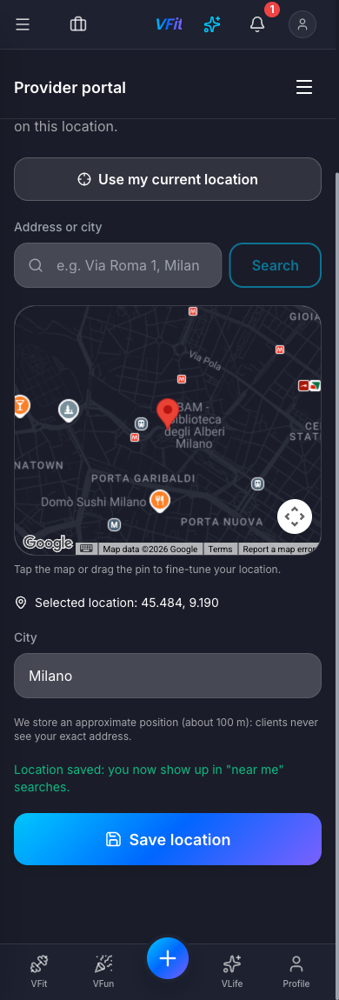 VFit
1
Provider portal
on this location.
Use my current location
Address or city
e.g. Via Roma 1, Milan
Search
GIOIA
Via Pola
M
M
M
BAM -
Biblioteca
degli Alberi
Milano
M
NATOWN
PORTA GARIBALDI
Domò Sushi Milano
M
PORTA NUOVA
Google
Map data ©2026 Google
Terms
Report a map error
Tap the map or drag the pin to fine-tune your location.
Selected location: 45.484, 9.190
City
Milano
We store an approximate position (about 100 m): clients never
see your exact address.
Location saved: you now show up in "near me"
searches.
Save location
VFit
VFun
VLife
Profile